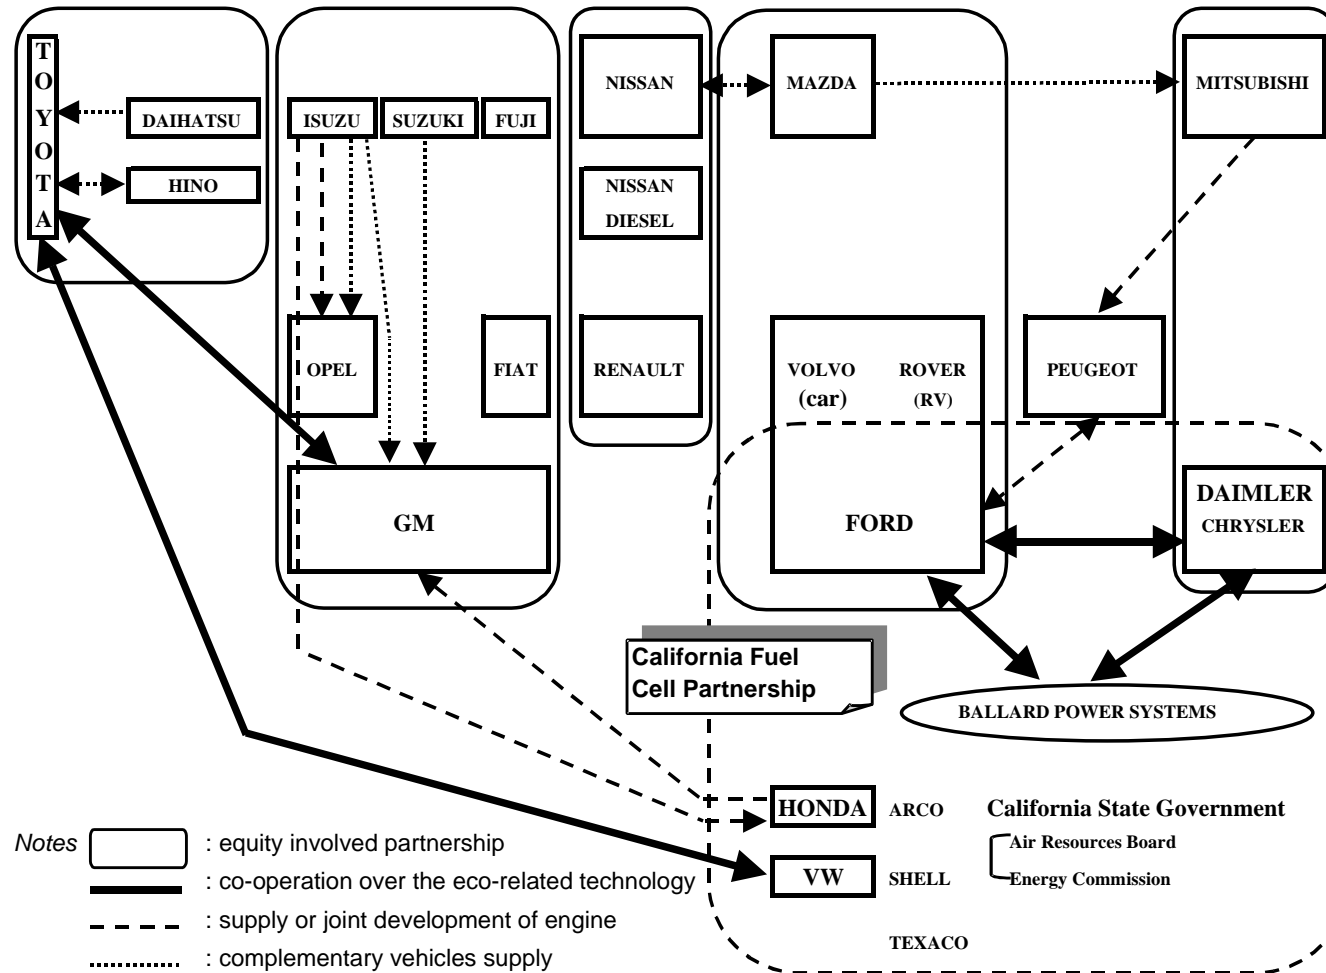 TOYOTA
DAIHATSU
HINO
ISUZU
SUZUKI
FUJI
NISSAN
MAZDA
MITSUBISHI
NISSAN
DIESEL
OPEL
FIAT
RENAULT
VOLVO
(car)
ROVER
(RV)
PEUGEOT
GM
FORD
DAIMLER
CHRYSLER
California Fuel
Cell Partnership
BALLARD POWER SYSTEMS
HONDA
ARCO
California State Government
Air Resources Board
Energy Commission
VW
SHELL
TEXACO
Notes
: equity involved partnership
: co-operation over the eco-related technology
: supply or joint development of engine
: complementary vehicles supply